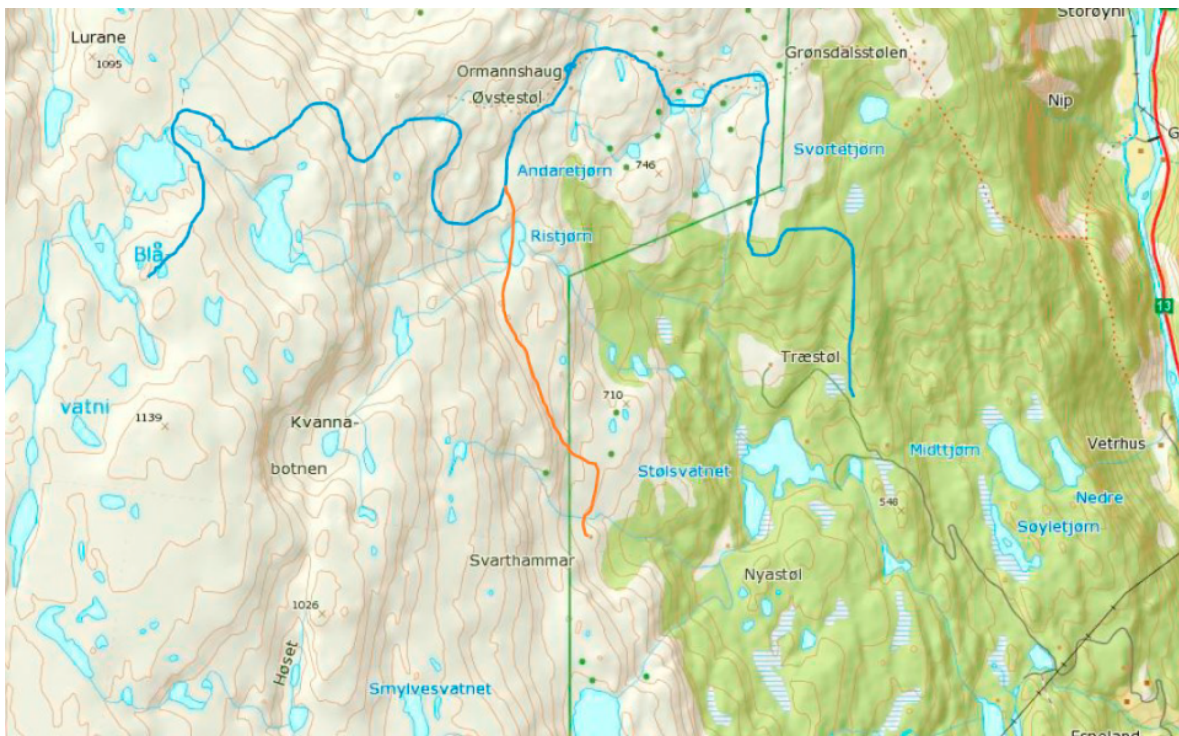 Storøyni
Lurane
1095
Grønsdalsstølen
Ormannshaug
Øvstestøl
Nip
G
Svortetjørn
746
Andaretjørn
Ristjørn
Blå-
13
Træstøl
710
vatni
1139
Kvanna-
botnen
Stølsvatnet
Midttjørn
Vetrhus
Nedre
548
Søyletjørn
Svarthammar
Nyastøl
1026
Høset
Smylvesvatnet
Espeland